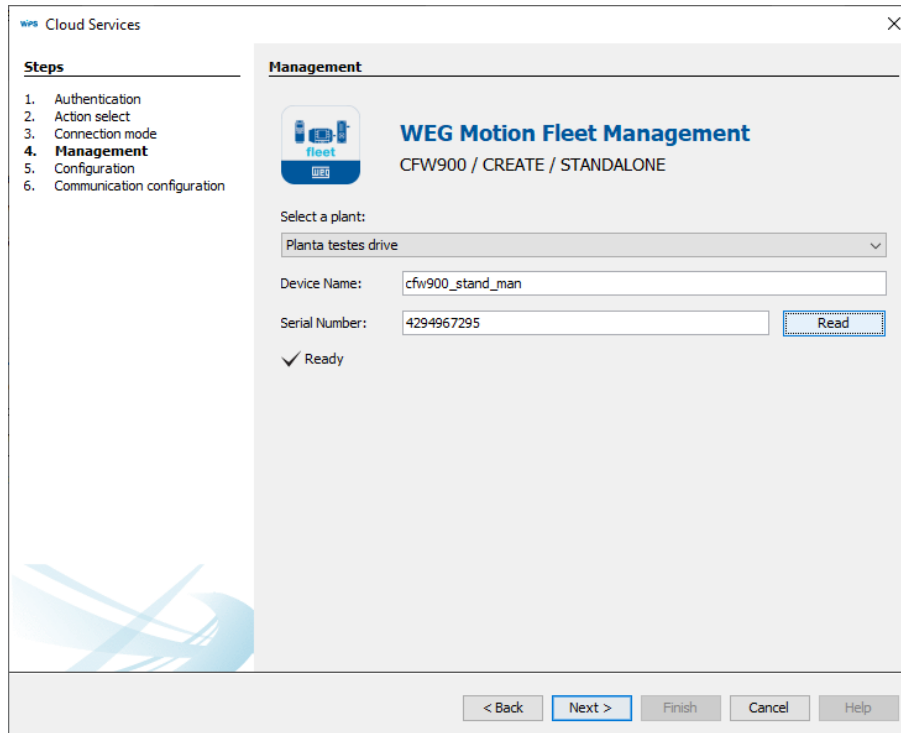 WPS Cloud Services
Steps
1. Authentication
2. Action select
3. Connection mode
4. Management
5. Configuration
6. Communication configuration
Management
fleet
WEG
WEG Motion Fleet Management
CFW900 / CREATE / STANDALONE
Select a plant:
Planta testes drive
Device Name: cfw900_stand_man
Serial Number: 4294967295 Read
Ready
< Back Next > Finish Cancel Help